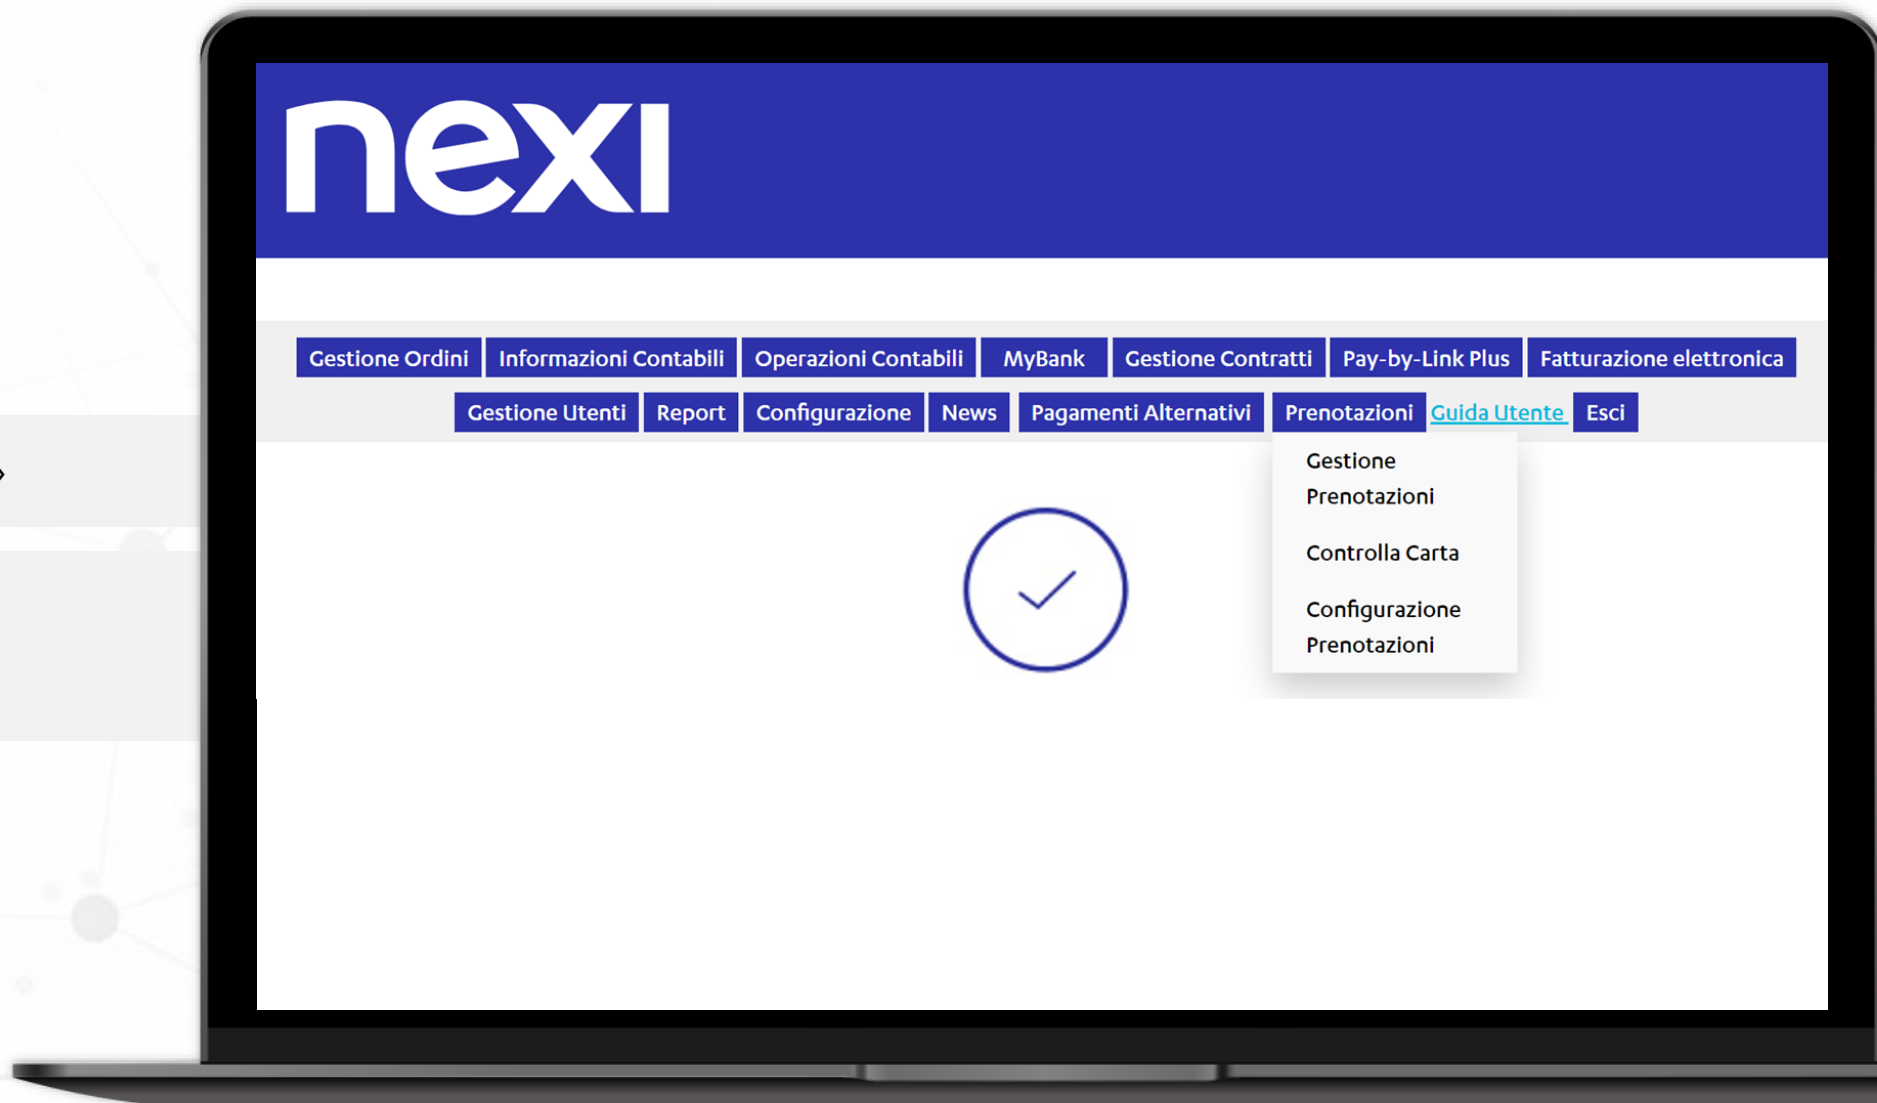 nexi
Gestione Ordini Informazioni Contabili Operazioni Contabili MyBank Gestione Contratti Pay-by-Link Plus Fatturazione elettronica
Gestione Utenti Report Configurazione News Pagamenti Alternativi Prenotazioni Guida Utente Esci
Gestione
Prenotazioni
Controlla Carta
Configurazione
Prenotazioni